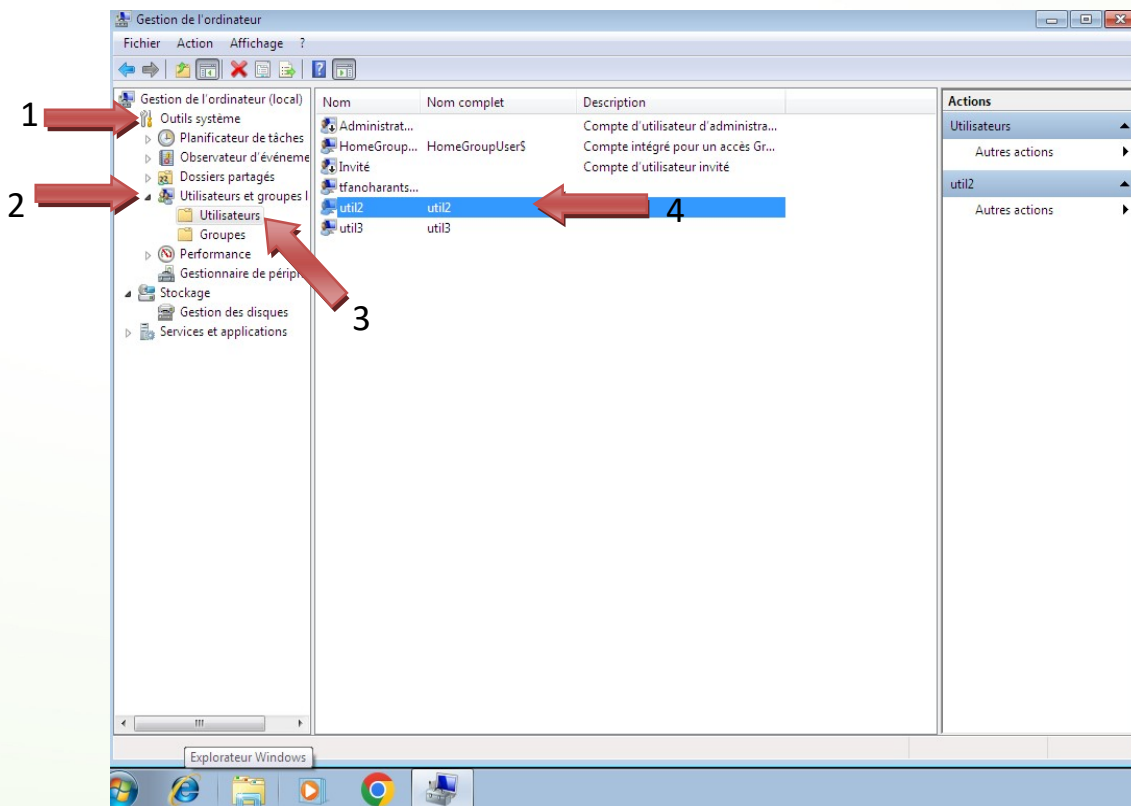 Gestion de l'ordinateur
Fichier Action Affichage ?
Gestion de l'ordinateur (local)
1
Outils système
Planificateur de tâches
Observateur d'événeme
Dossiers partagés
2
Utilisateurs et groupes l
Utilisateurs
Groupes
Performance
Gestionnaire de périph
3
Stockage
Gestion des disques
Services et applications
Nom Nom complet Description
Administrat... Compte d'utilisateur d'administra...
HomeGroup... HomeGroupUser$ Compte intégré pour un accès Gr...
Invité Compte d'utilisateur invité
tfanoharants...
util2 util2 4
util3 util3
Actions
Utilisateurs
Autres actions
util2
Autres actions
Explorateur Windows